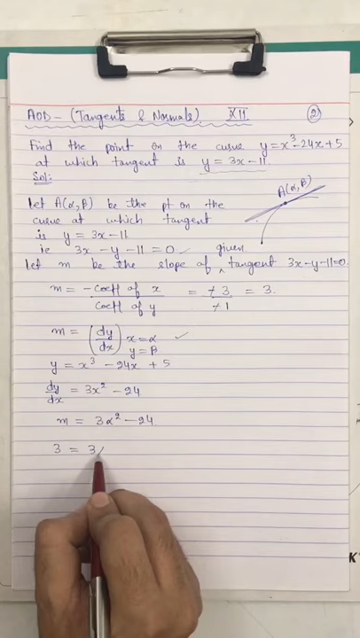 AOD - (Tangents & Normals) XII (2)
Find the point on the curve y = x³-24x+5
at which tangent is y = 3x-11
Sol:
Let A(α,β) be the pt on the
curve at which tangent
is y = 3x-11
ie 3x-y-11=0 ✓
A(α,β)
Let m be the slope of given tangent 3x-y-11=0.
m = -Coeff of x / Coeff of y = -3 / -1 = 3.
m = (dy/dx) x=α y=β ✓
y = x³ - 24x + 5
dy/dx = 3x² - 24
m = 3α² - 24
3 = 3